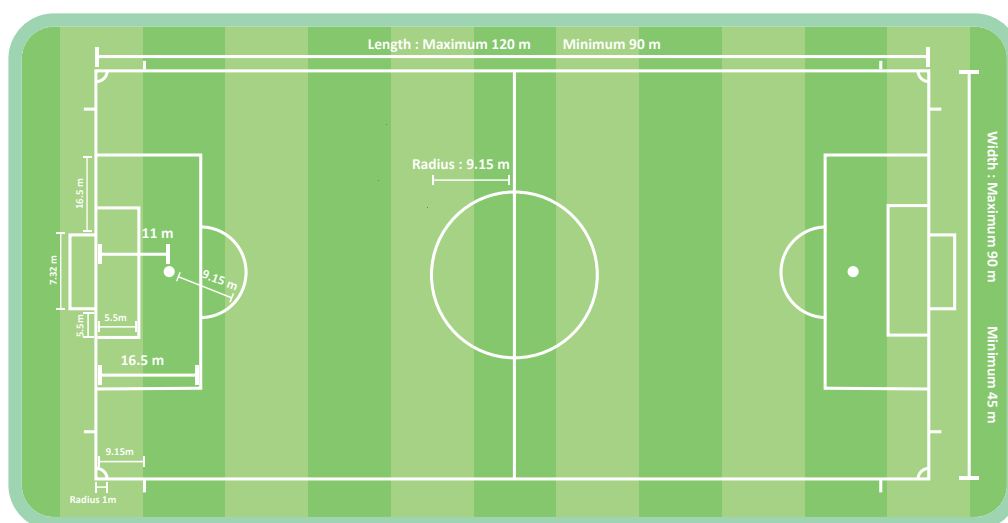 Length : Maximum 120 m Minimum 90 m
Radius : 9.15 m
16.5 m
11 m
7.32 m
9.15 m
5.5m
5.5m
16.5 m
9.15m
Radius 1m
Width : Maximum 90 m Minimum 45 m